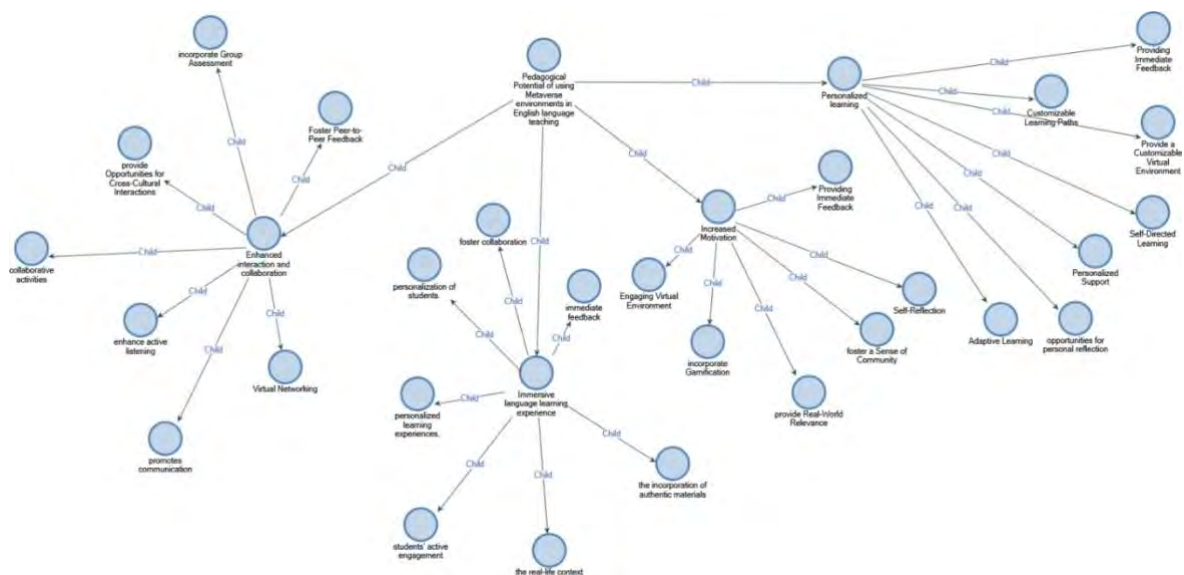 incorporate Group
Assessment
Child
Foster Peer-to-
Peer Feedback
Child
provide
Opportunities for
Cross-Cultural
Interactions
Child
collaborative
activities
Child
Enhanced
interaction and
collaboration
enhance active
listening
Child
Virtual Networking
Child
promotes
communication
Child
Pedagogical
Potential of using
Metaverse
environments in
English language
teaching
Child
Child
Child
Child
foster collaboration
Child
personalization of
students
Child
immediate
feedback
Child
Immersive
language learning
experience
personalized
learning
experiences.
Child
students' active
engagement
Child
the real-life context
Child
the incorporation of
authentic materials
Child
Increased
Motivation
Providing
Immediate
Feedback
Child
Engaging Virtual
Environment
Child
incorporate
Gamification
Child
provide Real-World
Relevance
Child
foster a Sense of
Community
Child
Self-Reflection
Child
Personalized
learning
Providing
Immediate
Feedback
Child
Customizable
Learning Paths
Child
Provide a
Customizable
Virtual
Environment
Child
Self-Directed
Learning
Child
Personalized
Support
Child
opportunities for
personal reflection
Child
Adaptive Learning
Child